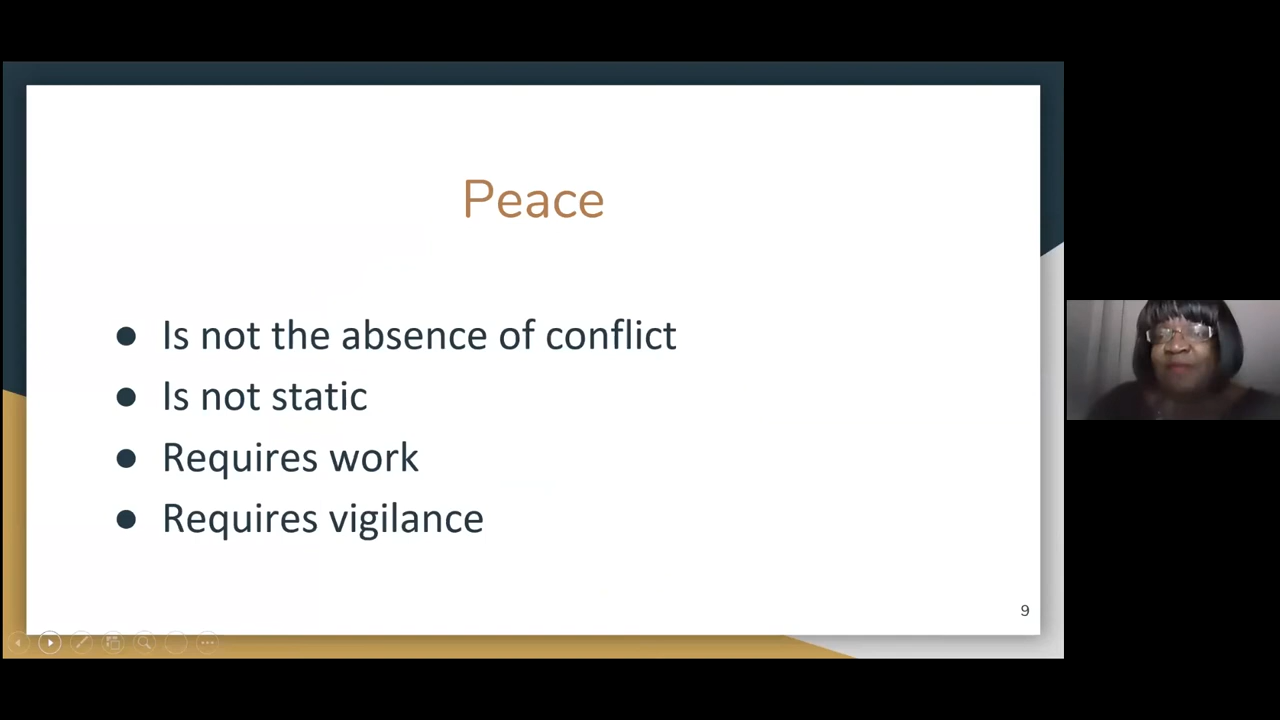 Peace
● Is not the absence of conflict
● Is not static
● Requires work
● Requires vigilance
9